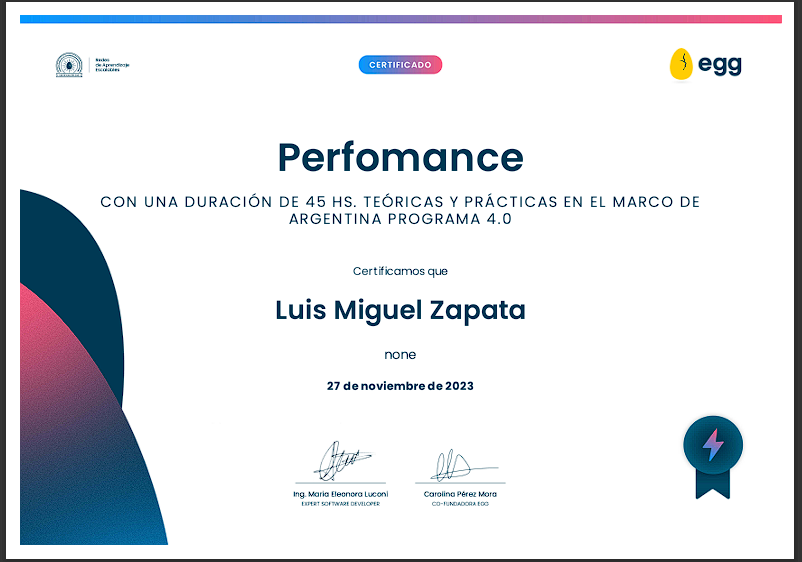 Redes
de Aprendizaje
Escalables
CERTIFICADO
egg
Perfomance
CON UNA DURACIÓN DE 45 HS. TEÓRICAS Y PRÁCTICAS EN EL MARCO DE
ARGENTINA PROGRAMA 4.0
Certificamos que
Luis Miguel Zapata
none
27 de noviembre de 2023
Ing. Maria Eleonora Luconi
EXPERT SOFTWARE DEVELOPER
Carolina Pérez Mora
CO-FUNDADORA EGG